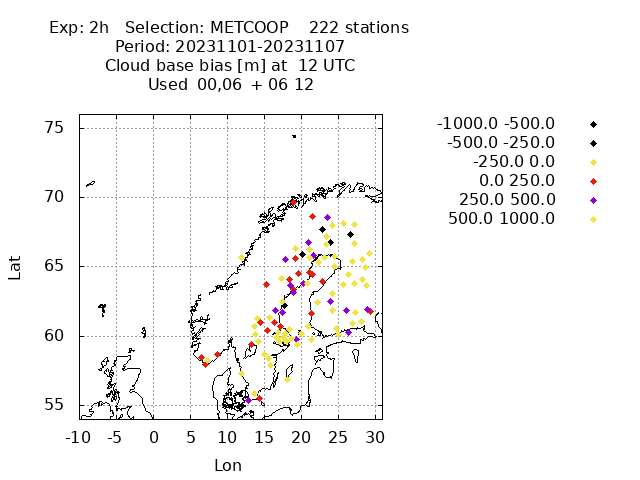 Exp: 2h   Selection: METCOOP    222 stations
Period: 20231101-20231107
Cloud base bias [m] at  12 UTC
Used  00,06  + 06 12
-1000.0 -500.0
-500.0 -250.0
-250.0 0.0
0.0 250.0
250.0 500.0
500.0 1000.0
75
70
65
60
55
Lat
-10 -5 0 5 10 15 20 25 30
Lon